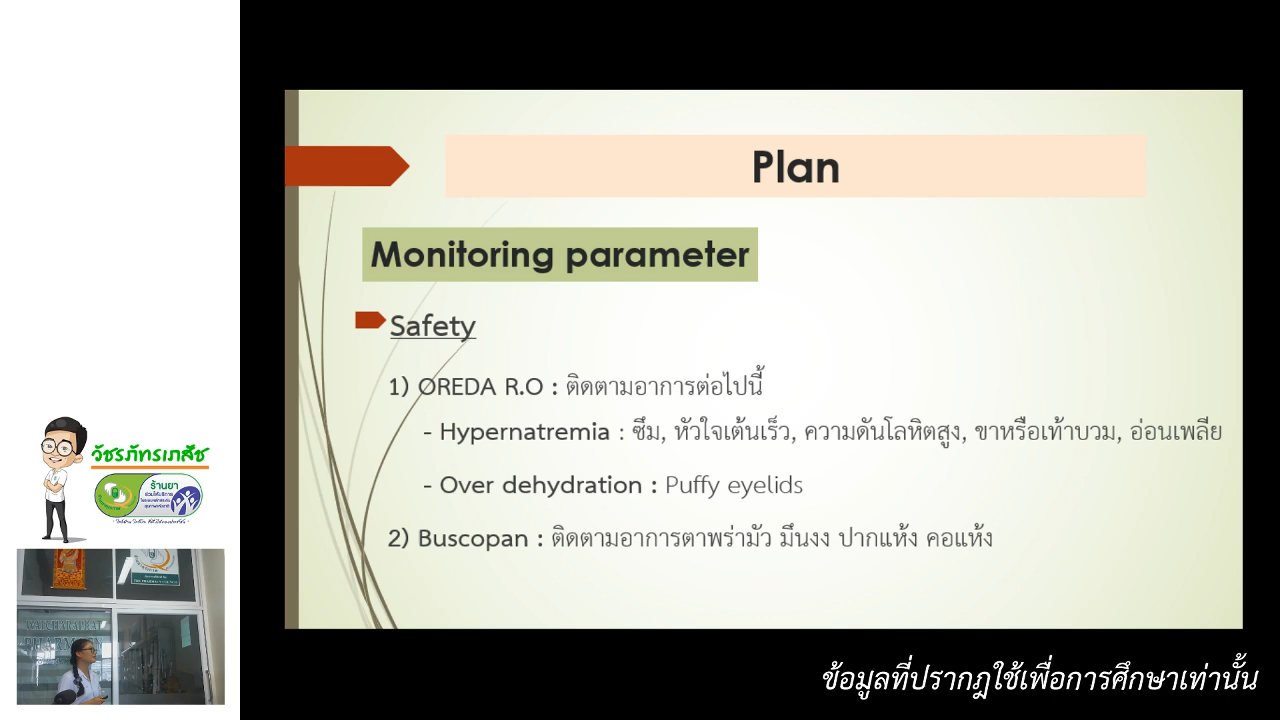 Plan
Monitoring parameter
Safety
1) OREDA R.O : ติดตามอาการต่อไปนี้
- Hypernatremia : ซึม, หัวใจเต้นเร็ว, ความดันโลหิตสูง, ขาหรือเท้าบวม, อ่อนเพลีย
- Over dehydration : Puffy eyelids
2) Buscopan : ติดตามอาการตาพร่ามัว มึนงง ปากแห้ง คอแห้ง
วัชรภัทรเภสัช
ร้านยา
PHARMACY
ข้อมูลที่ปรากฎใช้เพื่อการศึกษาเท่านั้น